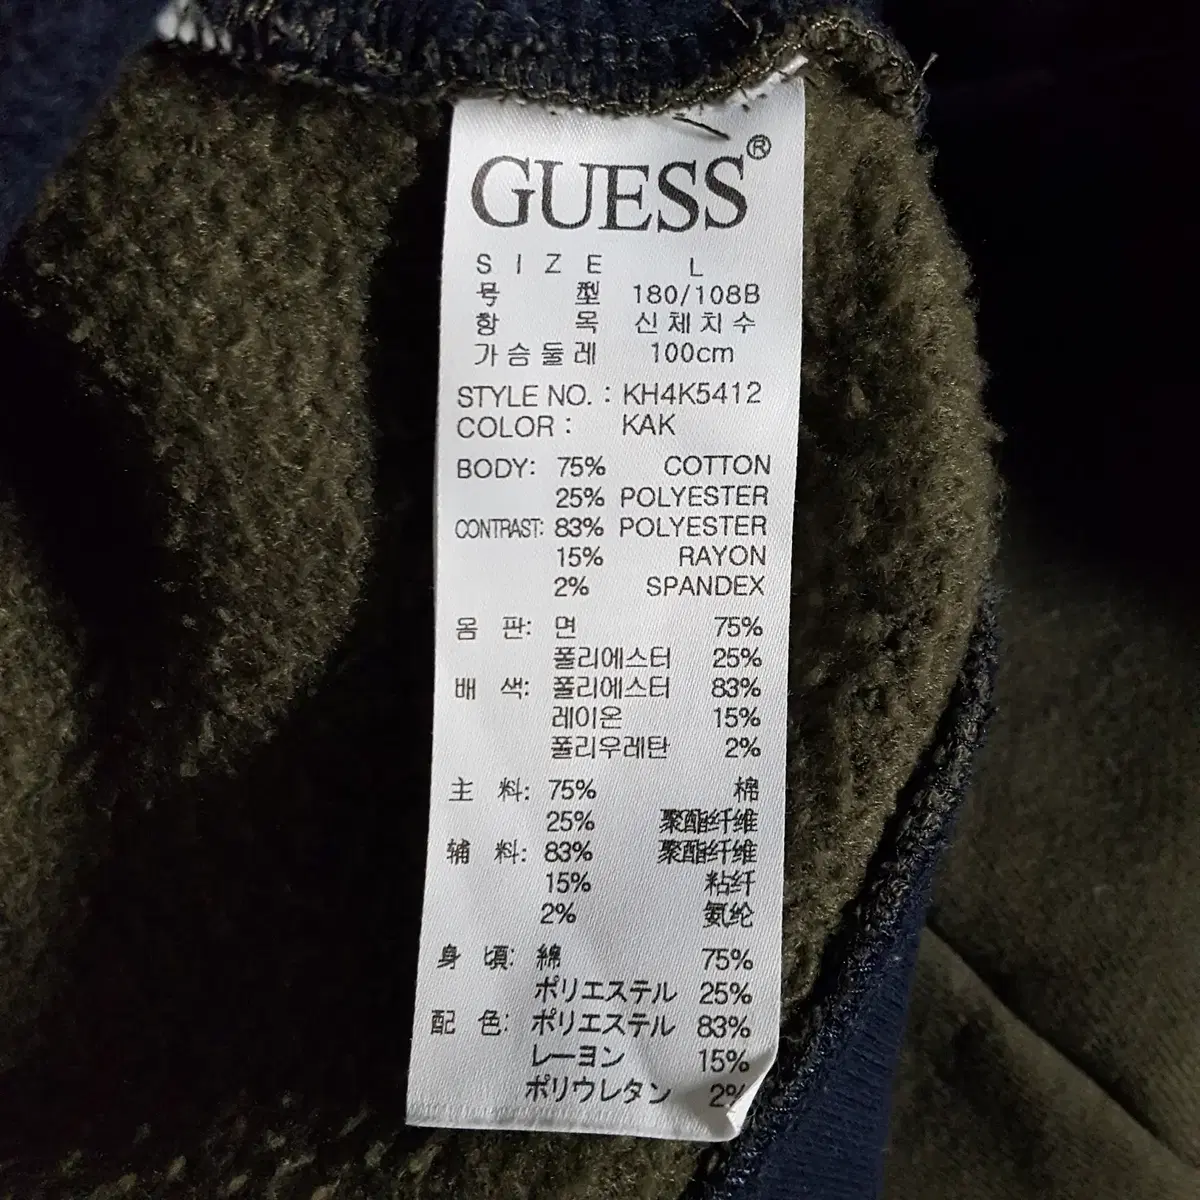 GUESS®
SIZE L
号型 180/108B
항목 신체치수
가슴둘레 100cm
STYLE NO. : KH4K5412
COLOR : KAK
BODY: 75% COTTON
25% POLYESTER
CONTRAST: 83% POLYESTER
15% RAYON
2% SPANDEX
몸판: 면 75%
폴리에스터 25%
배색: 폴리에스터 83%
레이온 15%
폴리우레탄 2%
主料: 75% 棉
25% 聚酯纤维
辅料: 83% 聚酯纤维
15% 粘纤
2% 氨纶
身頃: 綿 75%
ポリエステル 25%
配色: ポリエステル 83%
レーヨン 15%
ポリウレタン 2%